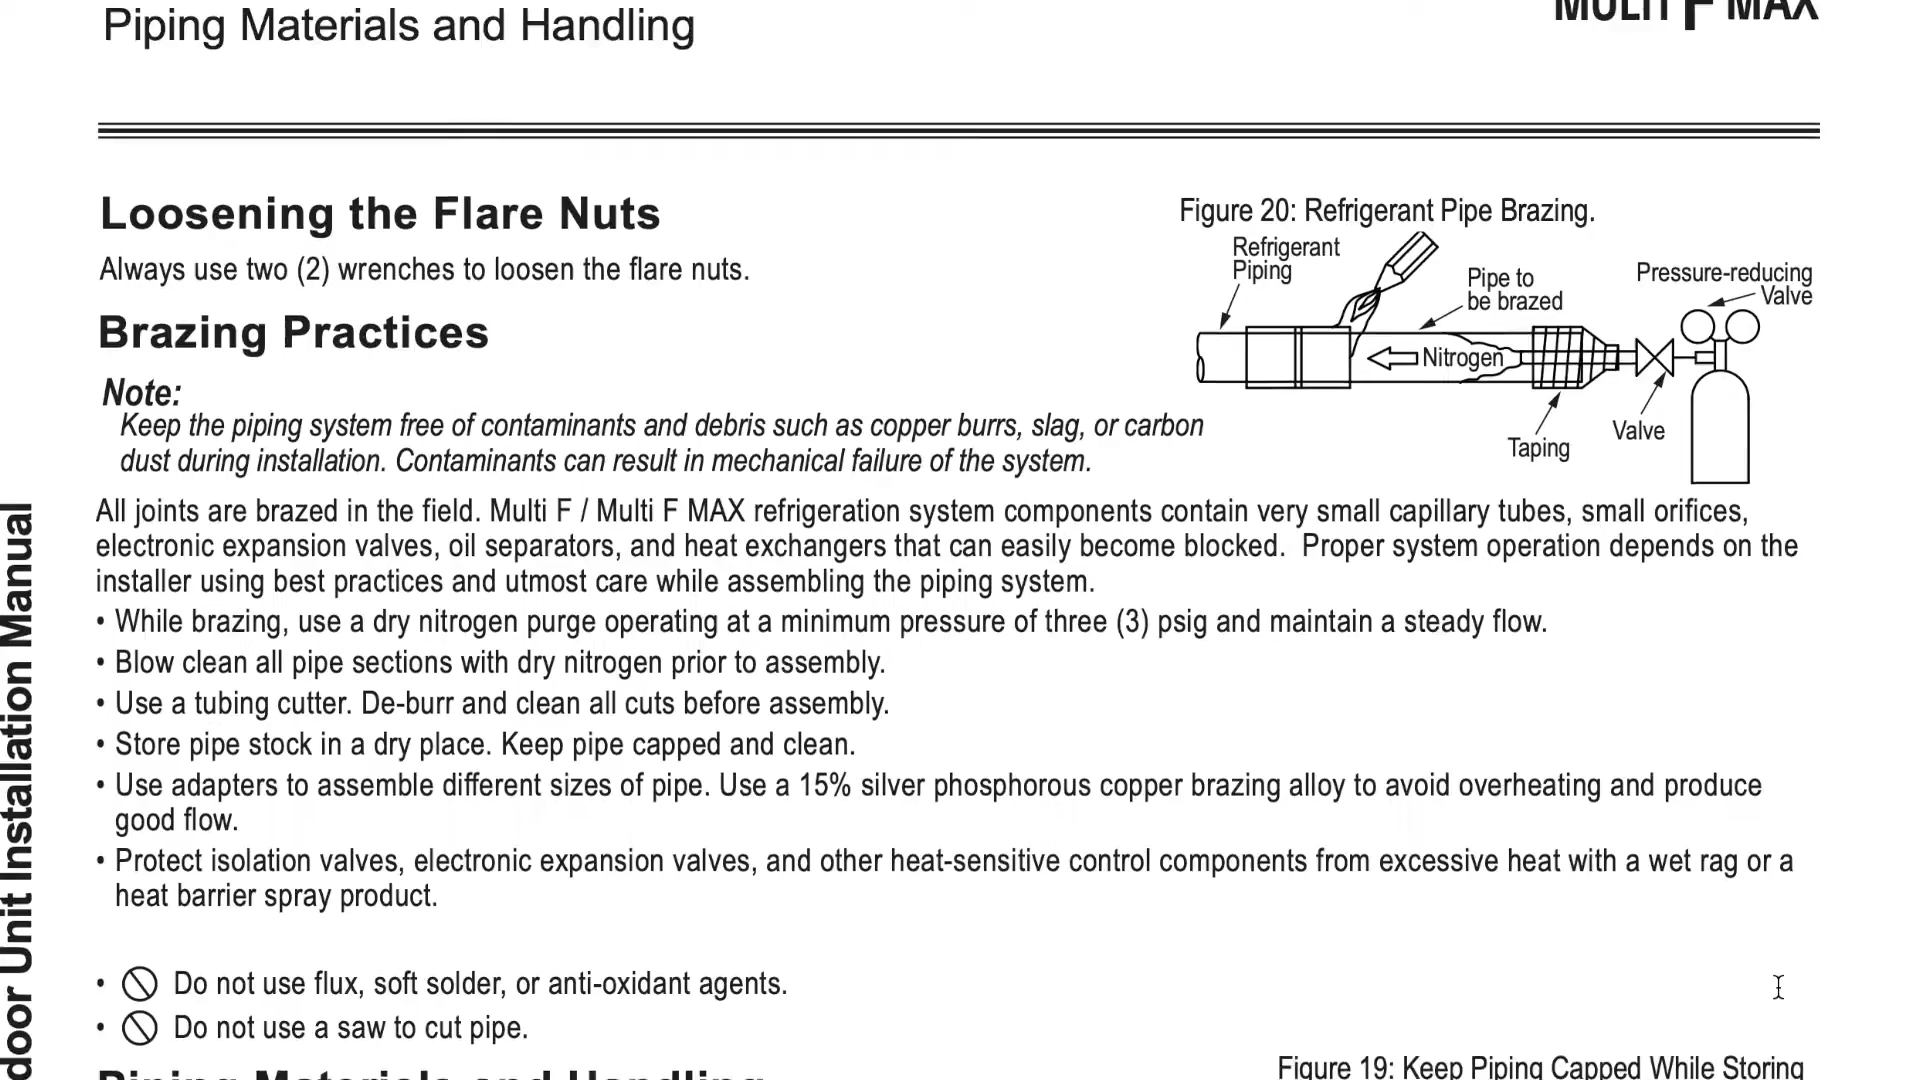 Piping Materials and Handling
MULTI F MAX
Loosening the Flare Nuts
Always use two (2) wrenches to loosen the flare nuts.
Brazing Practices
Note:
Keep the piping system free of contaminants and debris such as copper burrs, slag, or carbon
dust during installation. Contaminants can result in mechanical failure of the system.
Figure 20: Refrigerant Pipe Brazing.
Refrigerant
Piping
Pipe to
be brazed
Pressure-reducing
Valve
Nitrogen
Taping
Valve
All joints are brazed in the field. Multi F / Multi F MAX refrigeration system components contain very small capillary tubes, small orifices,
electronic expansion valves, oil separators, and heat exchangers that can easily become blocked. Proper system operation depends on the
installer using best practices and utmost care while assembling the piping system.
• While brazing, use a dry nitrogen purge operating at a minimum pressure of three (3) psig and maintain a steady flow.
• Blow clean all pipe sections with dry nitrogen prior to assembly.
• Use a tubing cutter. De-burr and clean all cuts before assembly.
• Store pipe stock in a dry place. Keep pipe capped and clean.
• Use adapters to assemble different sizes of pipe. Use a 15% silver phosphorous copper brazing alloy to avoid overheating and produce
good flow.
• Protect isolation valves, electronic expansion valves, and other heat-sensitive control components from excessive heat with a wet rag or a
heat barrier spray product.
• Do not use flux, soft solder, or anti-oxidant agents.
• Do not use a saw to cut pipe.
Piping Materials and Handling
Figure 19: Keep Piping Capped While Storing
door Unit Installation Manual